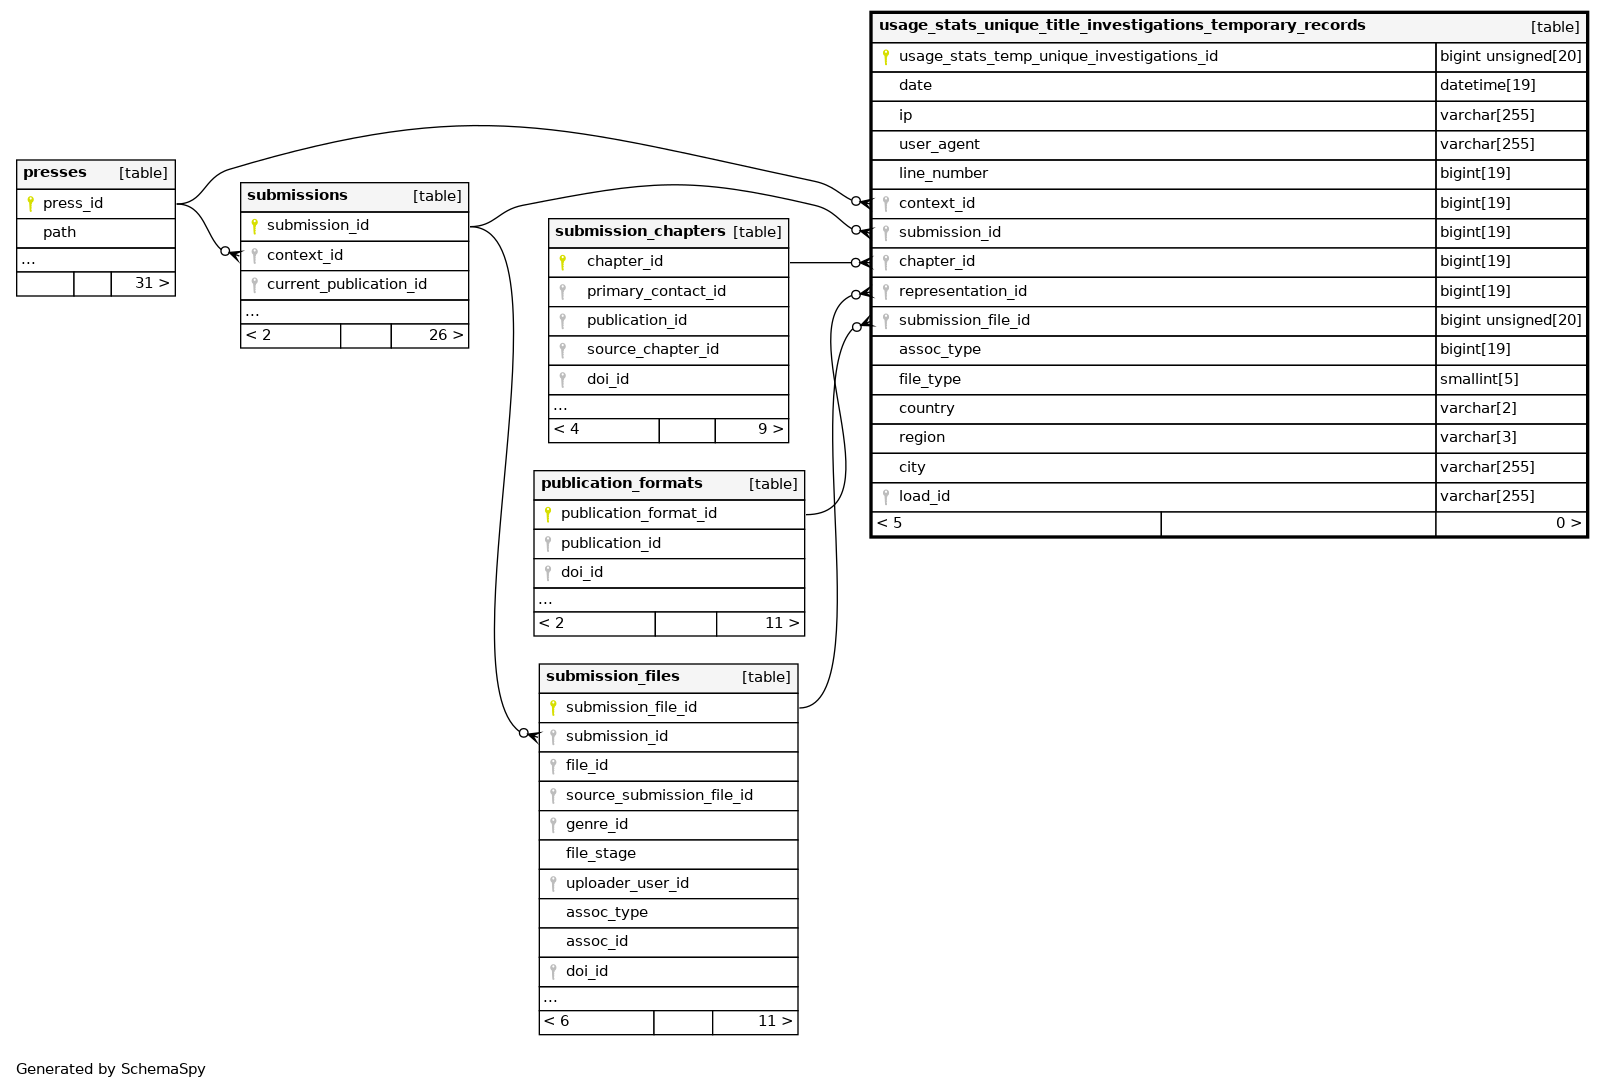 usage_stats_unique_title_investigations_temporary_records [table]
usage_stats_temp_unique_investigations_id bigint unsigned[20]
date datetime[19]
ip varchar[255]
user_agent varchar[255]
line_number bigint[19]
context_id bigint[19]
submission_id bigint[19]
chapter_id bigint[19]
representation_id bigint[19]
submission_file_id bigint unsigned[20]
assoc_type bigint[19]
file_type smallint[5]
country varchar[2]
region varchar[3]
city varchar[255]
load_id varchar[255]
< 5 0 >
presses [table]
press_id
path
...
31 >
submissions [table]
submission_id
context_id
current_publication_id
...
< 2 26 >
submission_chapters [table]
chapter_id
primary_contact_id
publication_id
source_chapter_id
doi_id
...
< 4 9 >
publication_formats [table]
publication_format_id
publication_id
doi_id
...
< 2 11 >
submission_files [table]
submission_file_id
submission_id
file_id
source_submission_file_id
genre_id
file_stage
uploader_user_id
assoc_type
assoc_id
doi_id
...
< 6 11 >
Generated by SchemaSpy